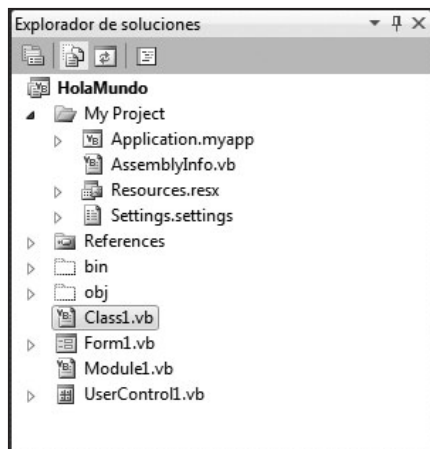 Explorador de soluciones
HolaMundo
My Project
Application.myapp
AssemblyInfo.vb
Resources.resx
Settings.settings
References
bin
obj
Class1.vb
Form1.vb
Module1.vb
UserControl1.vb